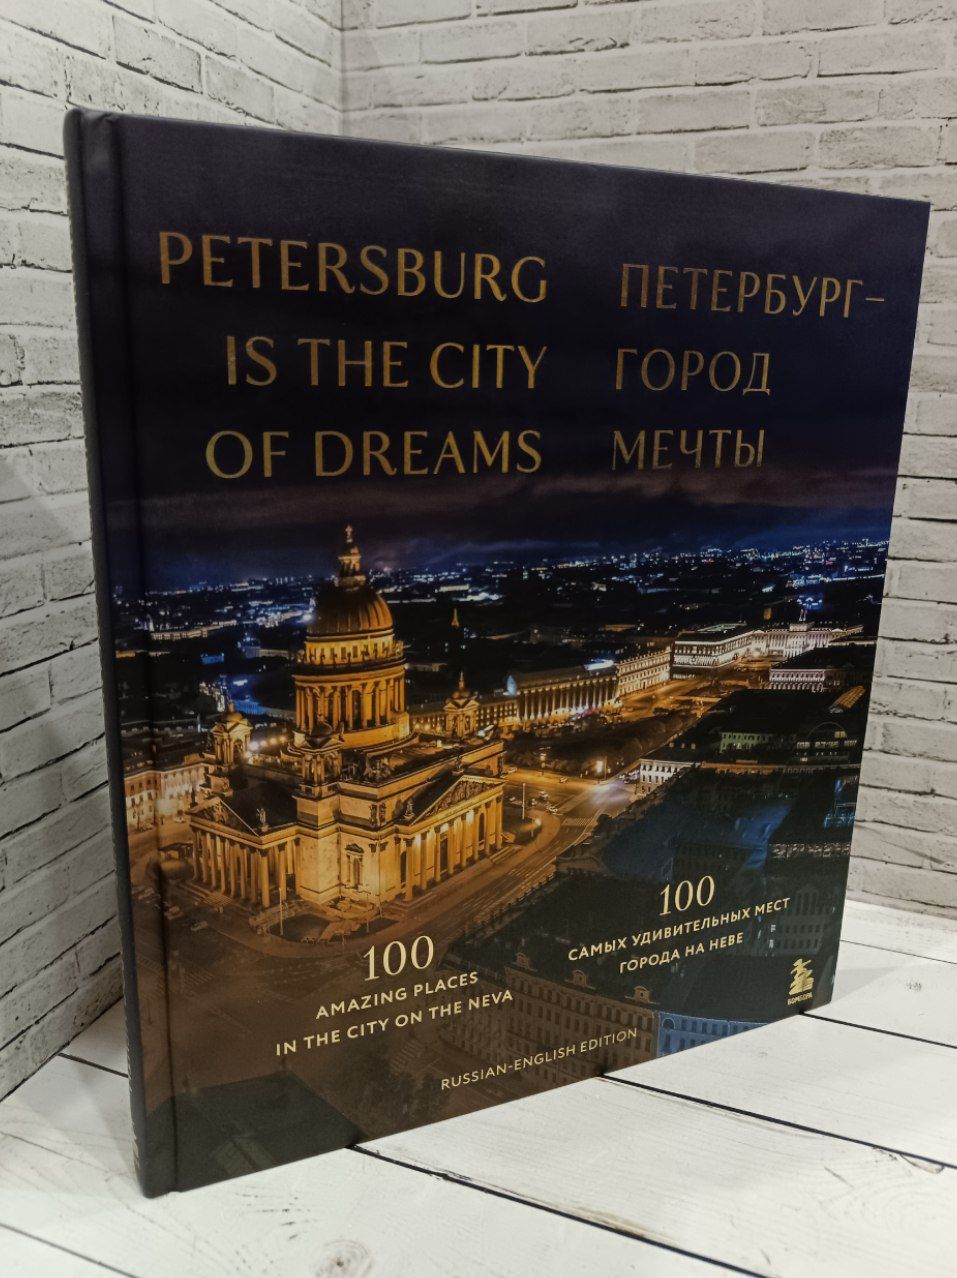 PETERSBURG
IS THE CITY
OF DREAMS
ПЕТЕРБУРГ–
ГОРОД
МЕЧТЫ
100
AMAZING PLACES
IN THE CITY ON THE NEVA
100
САМЫХ УДИВИТЕЛЬНЫХ МЕСТ
ГОРОДА НА НЕВЕ
БОМБОРА
RUSSIAN-ENGLISH EDITION